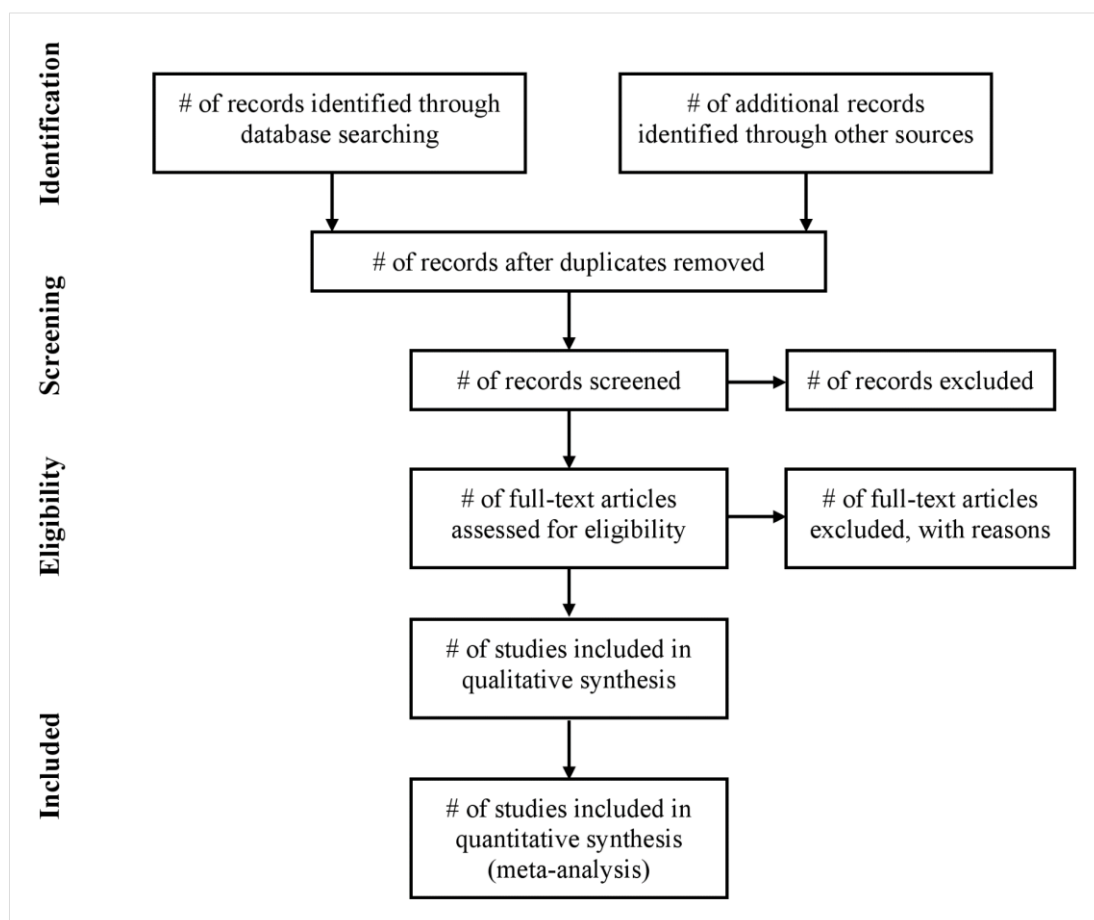 Identification
# of records identified through
database searching
# of additional records
identified through other sources
# of records after duplicates removed
Screening
# of records screened
# of records excluded
Eligibility
# of full-text articles
assessed for eligibility
# of full-text articles
excluded, with reasons
Included
# of studies included in
qualitative synthesis
# of studies included in
quantitative synthesis
(meta-analysis)